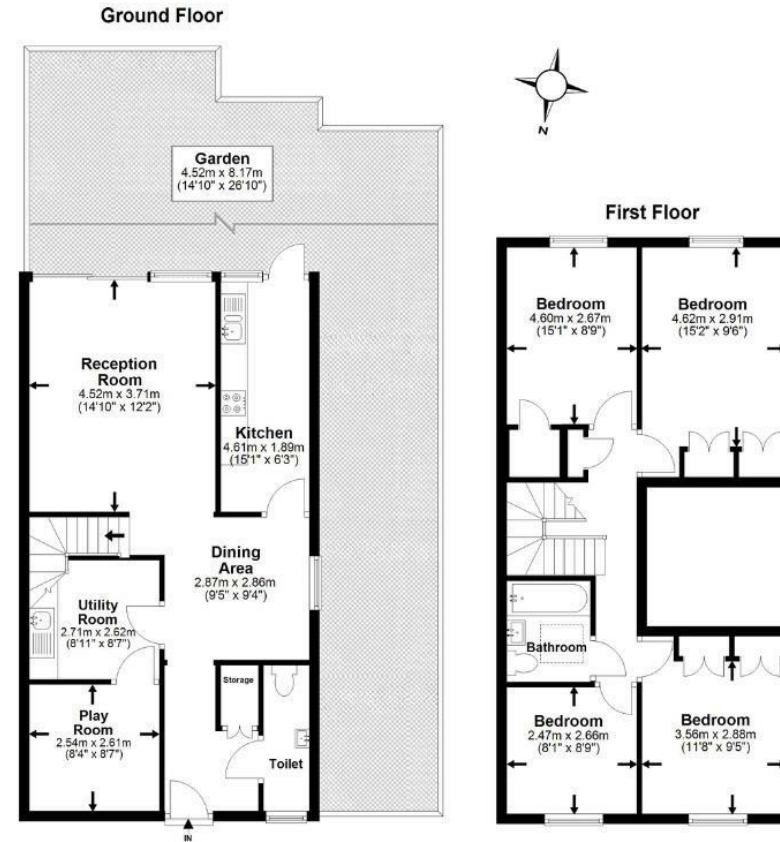 Ground Floor
Garden
4.52m x 8.17m
(14'10" x 26'10")
N
Reception
Room
4.52m x 3.71m
(14'10" x 12'2")
Kitchen
4.61m x 1.89m
(15'1" x 6'3")
Dining
Area
2.87m x 2.86m
(9'5" x 9'4")
Utility
Room
2.71m x 2.62m
(8'11" x 8'7")
Play
Room
2.54m x 2.61m
(8'4" x 8'7")
Storage
Toilet
IN
First Floor
Bedroom
4.60m x 2.67m
(15'1" x 8'9")
Bedroom
4.62m x 2.91m
(15'2" x 9'6")
Bathroom
Bedroom
2.47m x 2.66m
(8'1" x 8'9")
Bedroom
3.56m x 2.88m
(11'8" x 9'5")